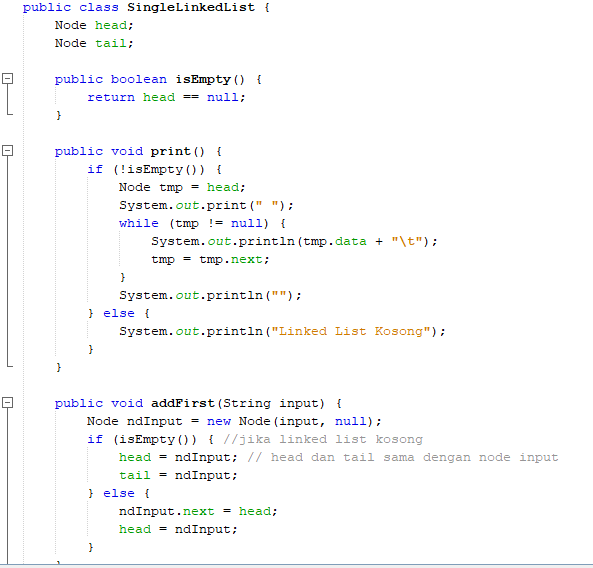 public class SingleLinkedList {
    Node head;
    Node tail;

    public boolean isEmpty() {
        return head == null;
    }

    public void print() {
        if (!isEmpty()) {
            Node tmp = head;
            System.out.print(" ");
            while (tmp != null) {
                System.out.println(tmp.data + "\t");
                tmp = tmp.next;
            }
            System.out.println("");
        } else {
            System.out.println("Linked List Kosong");
        }
    }

    public void addFirst(String input) {
        Node ndInput = new Node(input, null);
        if (isEmpty()) { //jika linked list kosong
            head = ndInput; // head dan tail sama dengan node input
            tail = ndInput;
        } else {
            ndInput.next = head;
            head = ndInput;
        }
    }